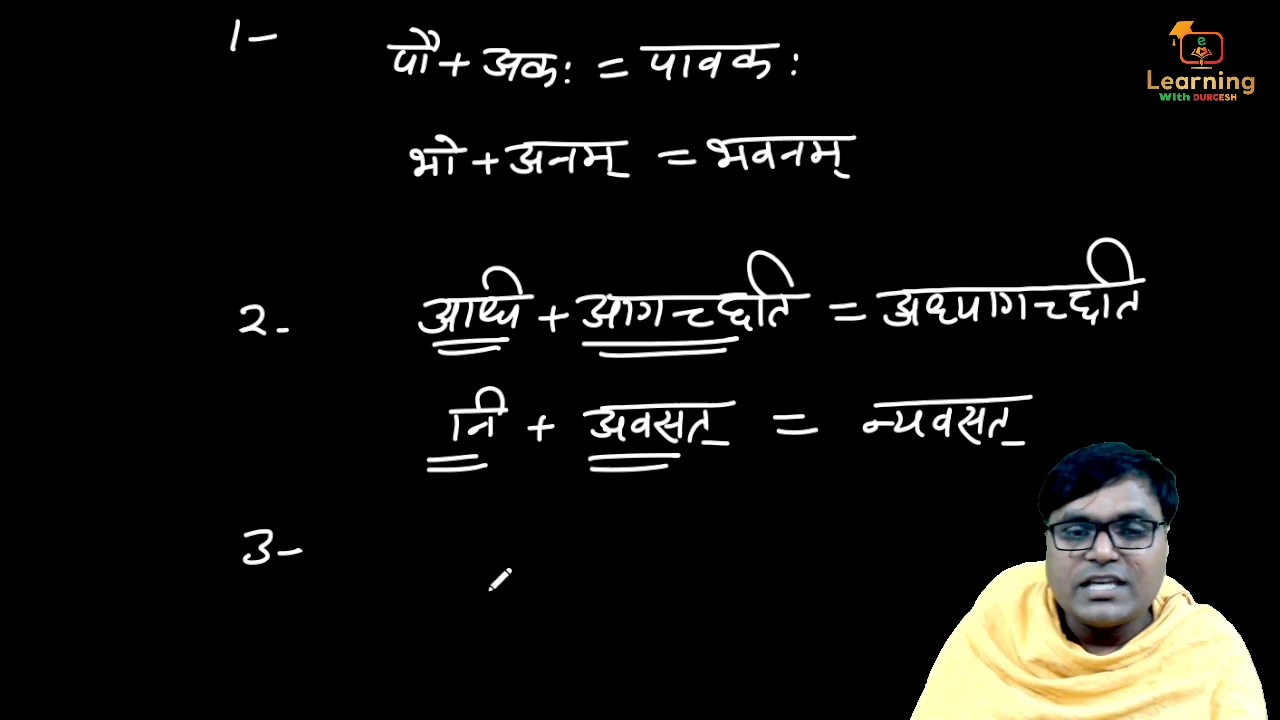 1-
पौ + अकः = पावकः
e
Learning
With DURGESH
भो + अनम् = भवनम्
2- अधि + आगच्छति = अध्यागच्छति
नि + अवसत् = न्यवसत्
3-